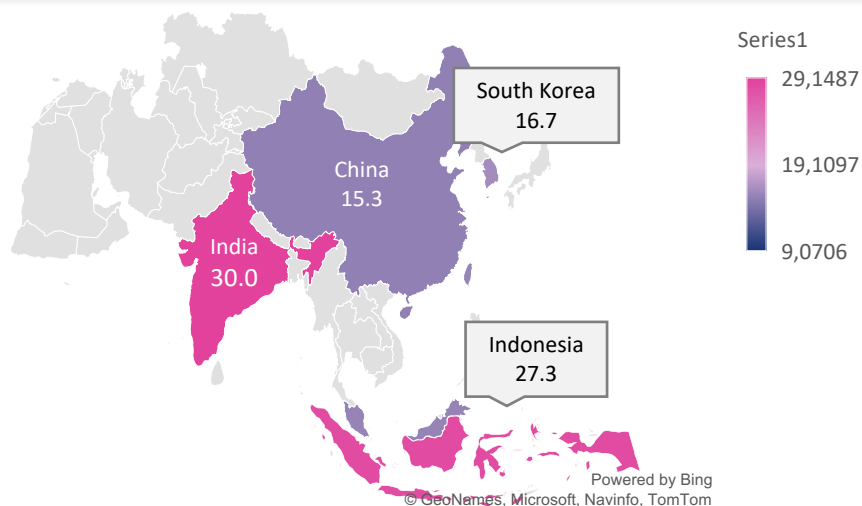 Series1
29,1487
19,1097
9,0706
South Korea
16.7
China
15.3
India
30.0
Indonesia
27.3
Powered by Bing
© GeoNames, Microsoft, Navinfo, TomTom